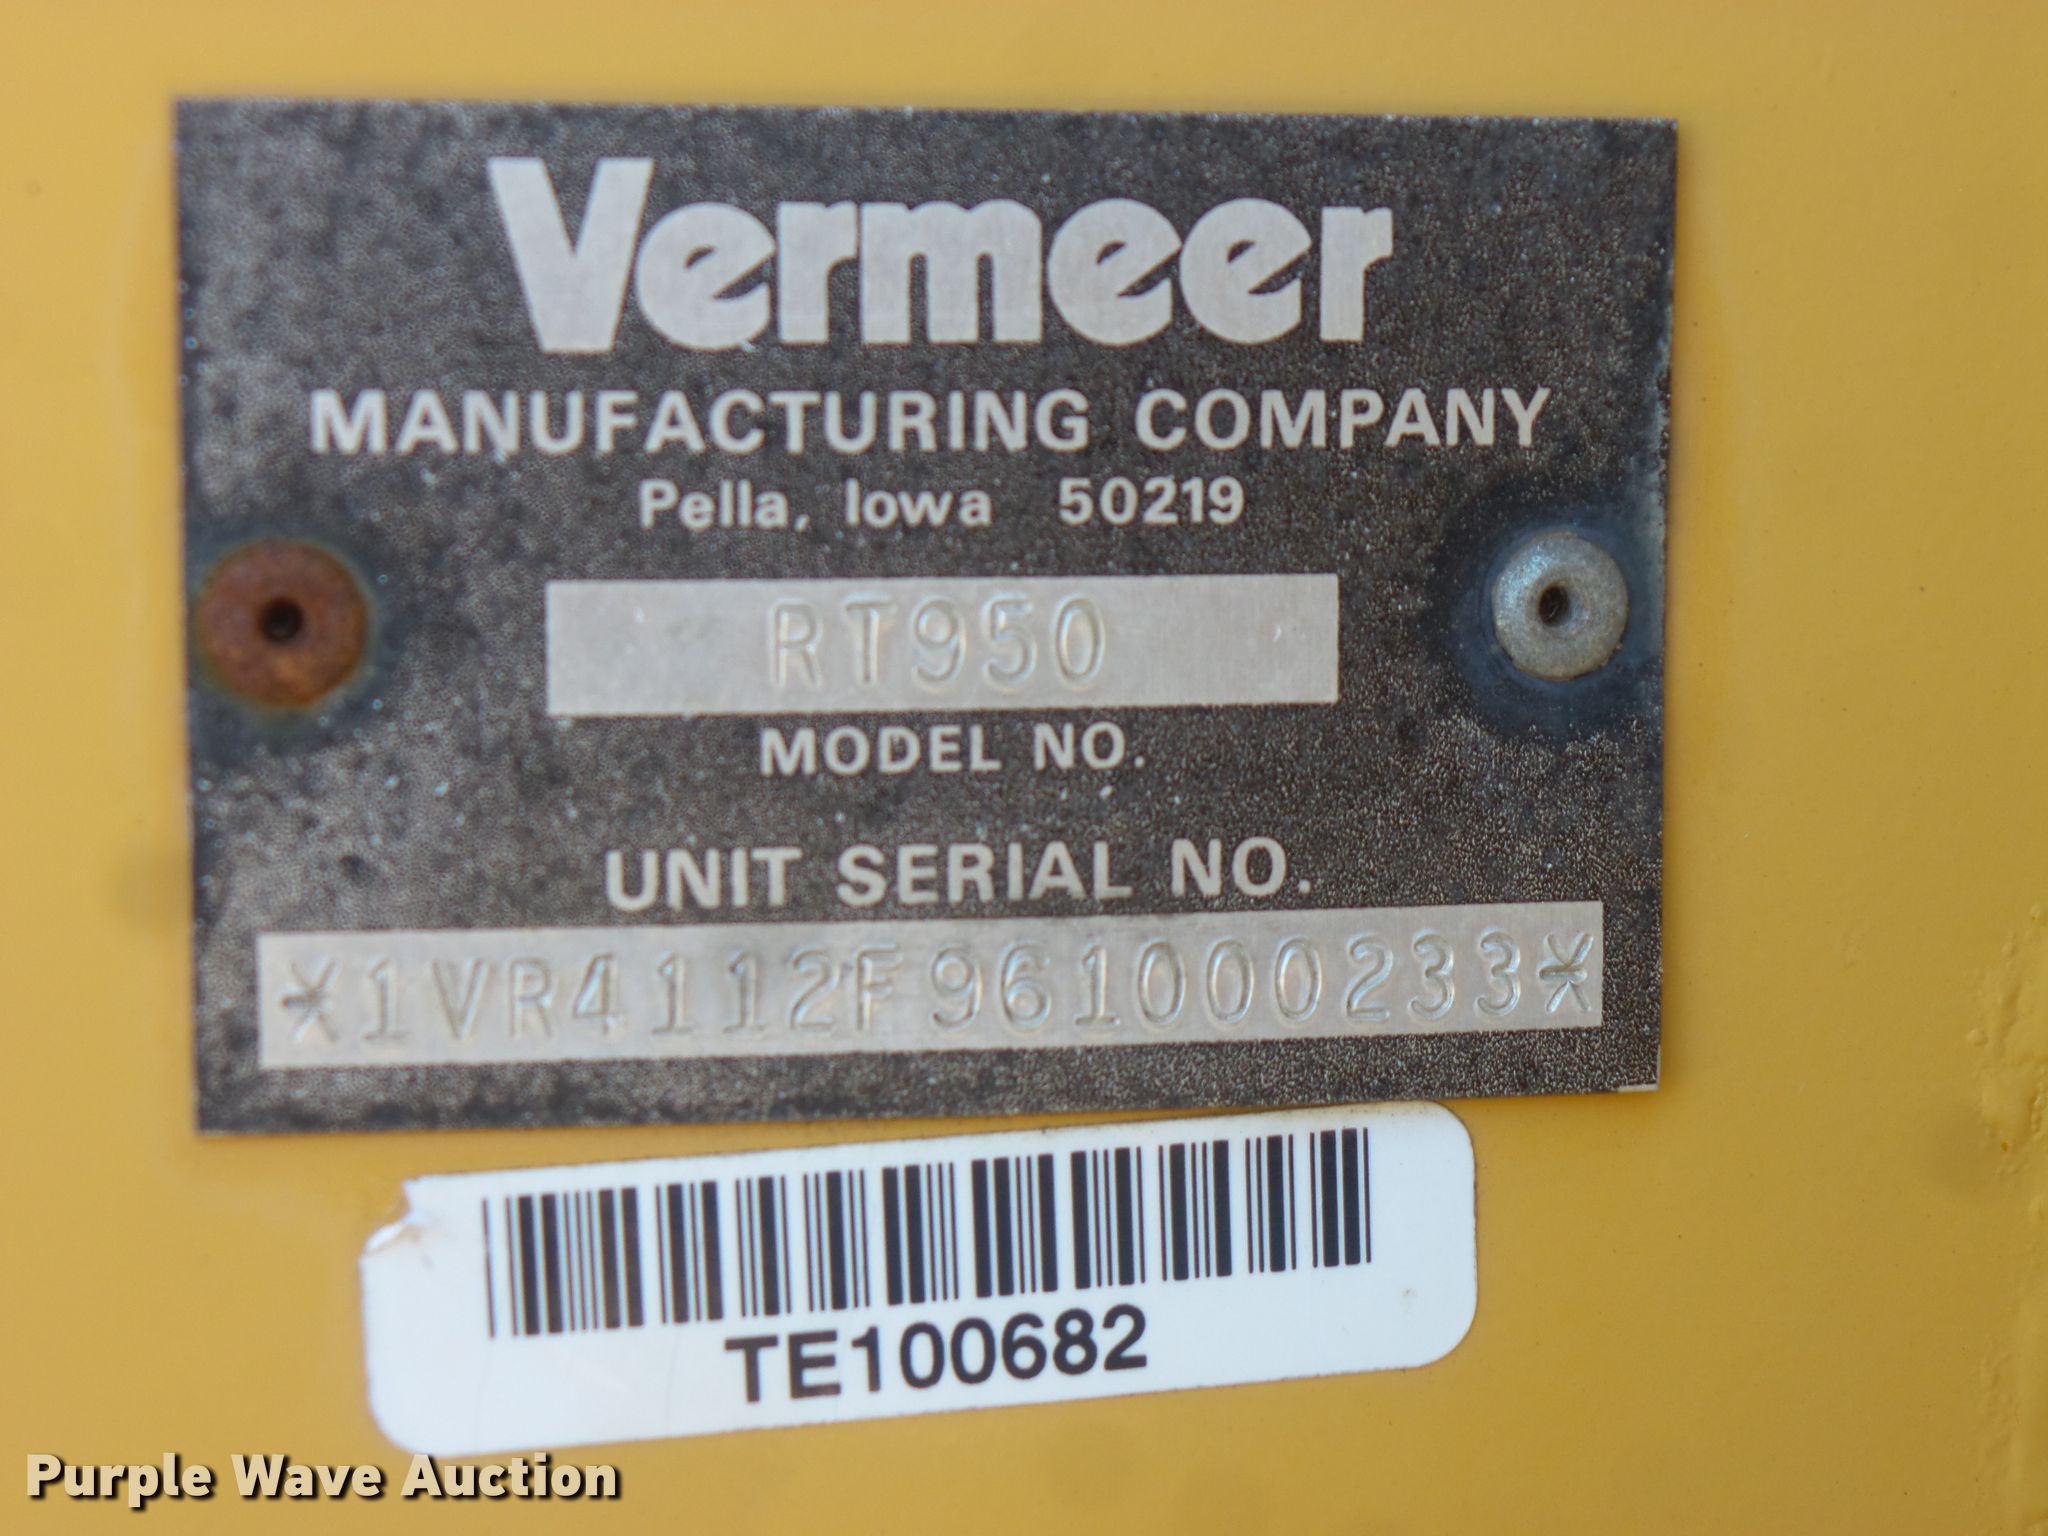 Vermeer
MANUFACTURING COMPANY
Pella, Iowa 50219
RT950
MODEL NO.
UNIT SERIAL NO.
*1VR4112F961000233*
TE100682
Purple Wave Auction